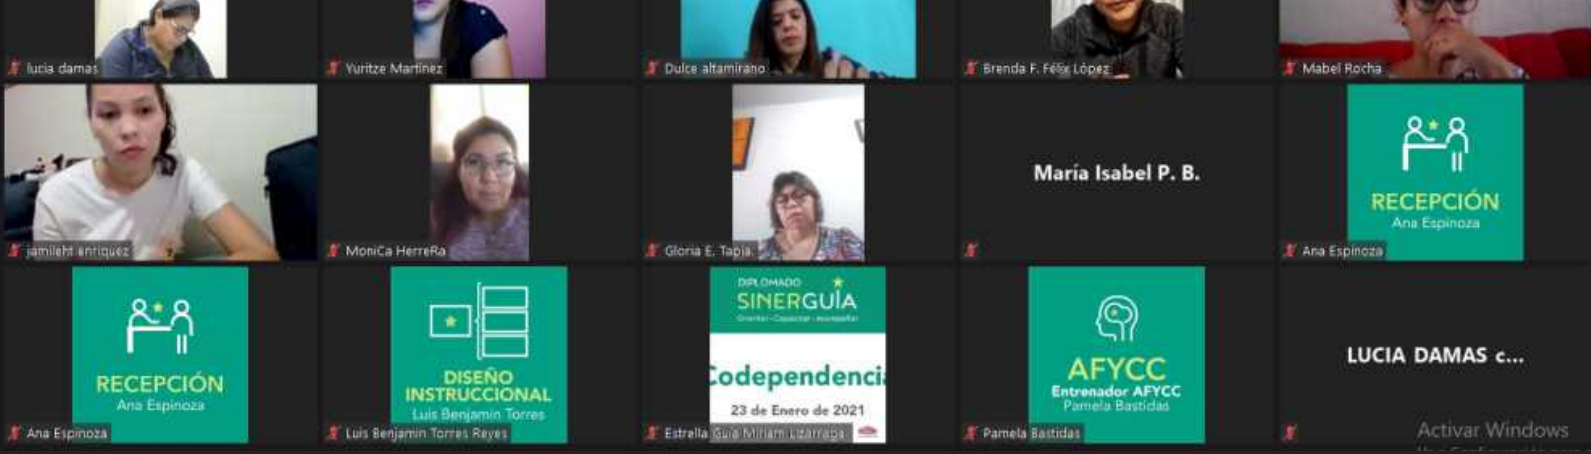 lucia damas
Yuritze Martínez
Dulce altamirano
Brenda F. Félix López
Mabel Rocha
jamileht enriquez
MoniCa HerreRa
Gloria E. Tapia.
María Isabel P. B.
RECEPCIÓN
Ana Espinoza
Ana Espinoza
RECEPCIÓN
Ana Espinoza
Ana Espinoza
DISEÑO
INSTRUCCIONAL
Luis Benjamin Torres
Luis Benjamin Torres Reyes
DIPLOMADO
SINERGUÍA
Codependencia
23 de Enero de 2021
Estrella Guía Miriam Lizárraga
AFYCC
Entrenador AFYCC
Pamela Bastidas
Pamela Bastidas
LUCIA DAMAS c...
Activar Windows